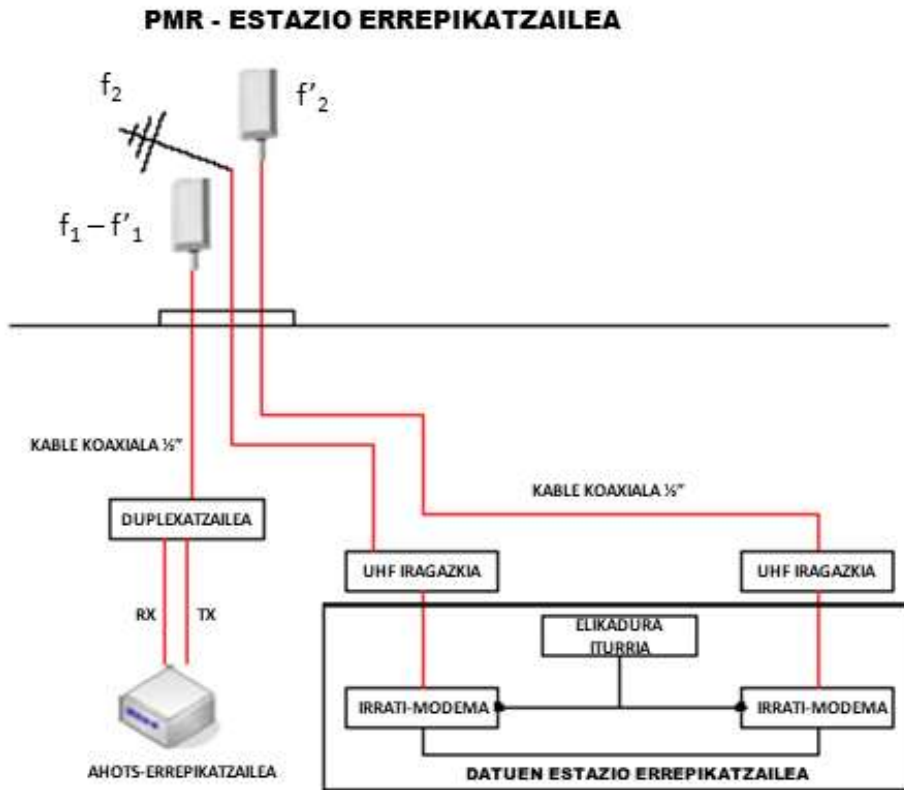 PMR - ESTAZIO ERREPIKATZAILEA
f2
f'2
f1 – f'1
KABLE KOAXIALA ½"
KABLE KOAXIALA ½"
DUPLEXATZAILEA
UHF IRAGAZKIA
UHF IRAGAZKIA
RX
TX
ELIKADURA
ITURRIA
IRRATI-MODEMA
IRRATI-MODEMA
AHOTS-ERREPIKATZAILEA
DATUEN ESTAZIO ERREPIKATZAILEA